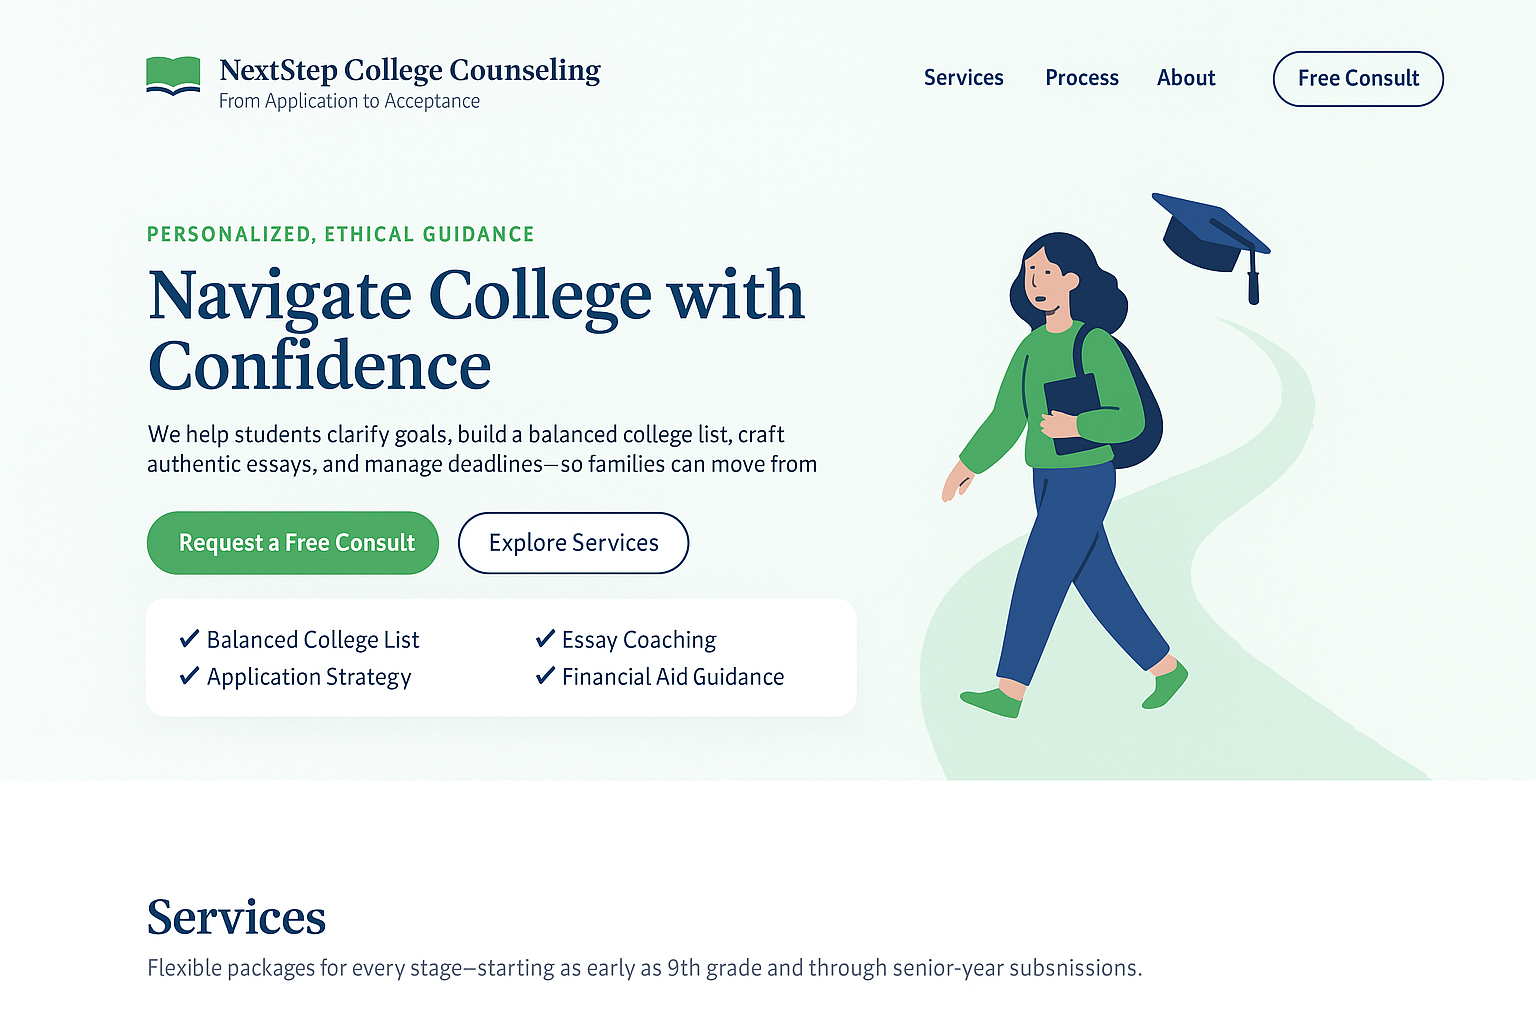 NextStep College Counseling
From Application to Acceptance
Services
Process
About
Free Consult
PERSONALIZED, ETHICAL GUIDANCE
Navigate College with
Confidence
We help students clarify goals, build a balanced college list, craft
authentic essays, and manage deadlines—so families can move from
Request a Free Consult
Explore Services
✓ Balanced College List
✓ Essay Coaching
✓ Application Strategy
✓ Financial Aid Guidance
Services
Flexible packages for every stage—starting as early as 9th grade and through senior-year subsnissions.